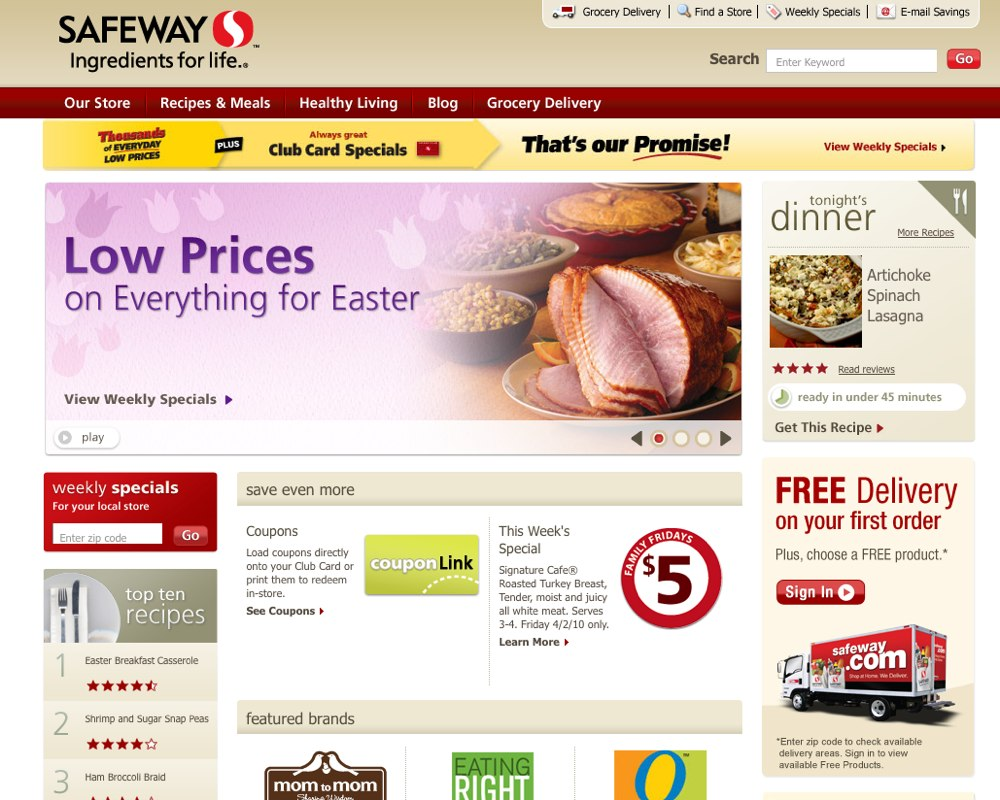 SAFEWAY
Ingredients for life.®
Grocery Delivery
Find a Store
Weekly Specials
E-mail Savings
Search
Enter Keyword
Go
Our Store
Recipes & Meals
Healthy Living
Blog
Grocery Delivery
Thousands
of EVERYDAY
LOW PRICES
PLUS
Always great
Club Card Specials
That's our Promise!
View Weekly Specials
Low Prices
on Everything for Easter
View Weekly Specials
play
tonight's
dinner
More Recipes
Artichoke
Spinach
Lasagna
Read reviews
ready in under 45 minutes
Get This Recipe
weekly specials
For your local store
Enter zip code
Go
save even more
Coupons
Load coupons directly
onto your Club Card or
print them to redeem
in-store.
See Coupons
couponLink
This Week's
Special
Signature Cafe®
Roasted Turkey Breast,
Tender, moist and juicy
all white meat. Serves
3-4. Friday 4/2/10 only.
Learn More
FAMILY FRIDAYS
$5
FREE Delivery
on your first order
Plus, choose a FREE product.*
Sign In
safeway
.com
Shop at Home. We Deliver.
*Enter zip code to check available
delivery areas. Sign in to view
available Free Products.
top ten
recipes
1
Easter Breakfast Casserole
2
Shrimp and Sugar Snap Peas
3
Ham Broccoli Braid
featured brands
mom to mom
Sharing Wisdom
EATING
RIGHT
O